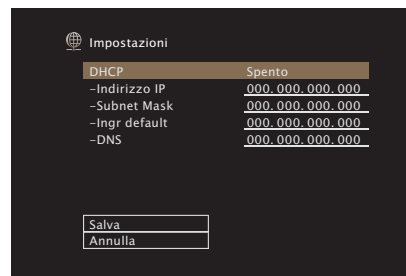 Impostazioni
DHCP Spento
–Indirizzo IP 000. 000. 000. 000
–Subnet Mask 000. 000. 000. 000
–Ingr default 000. 000. 000. 000
–DNS 000. 000. 000. 000
Salva
Annulla